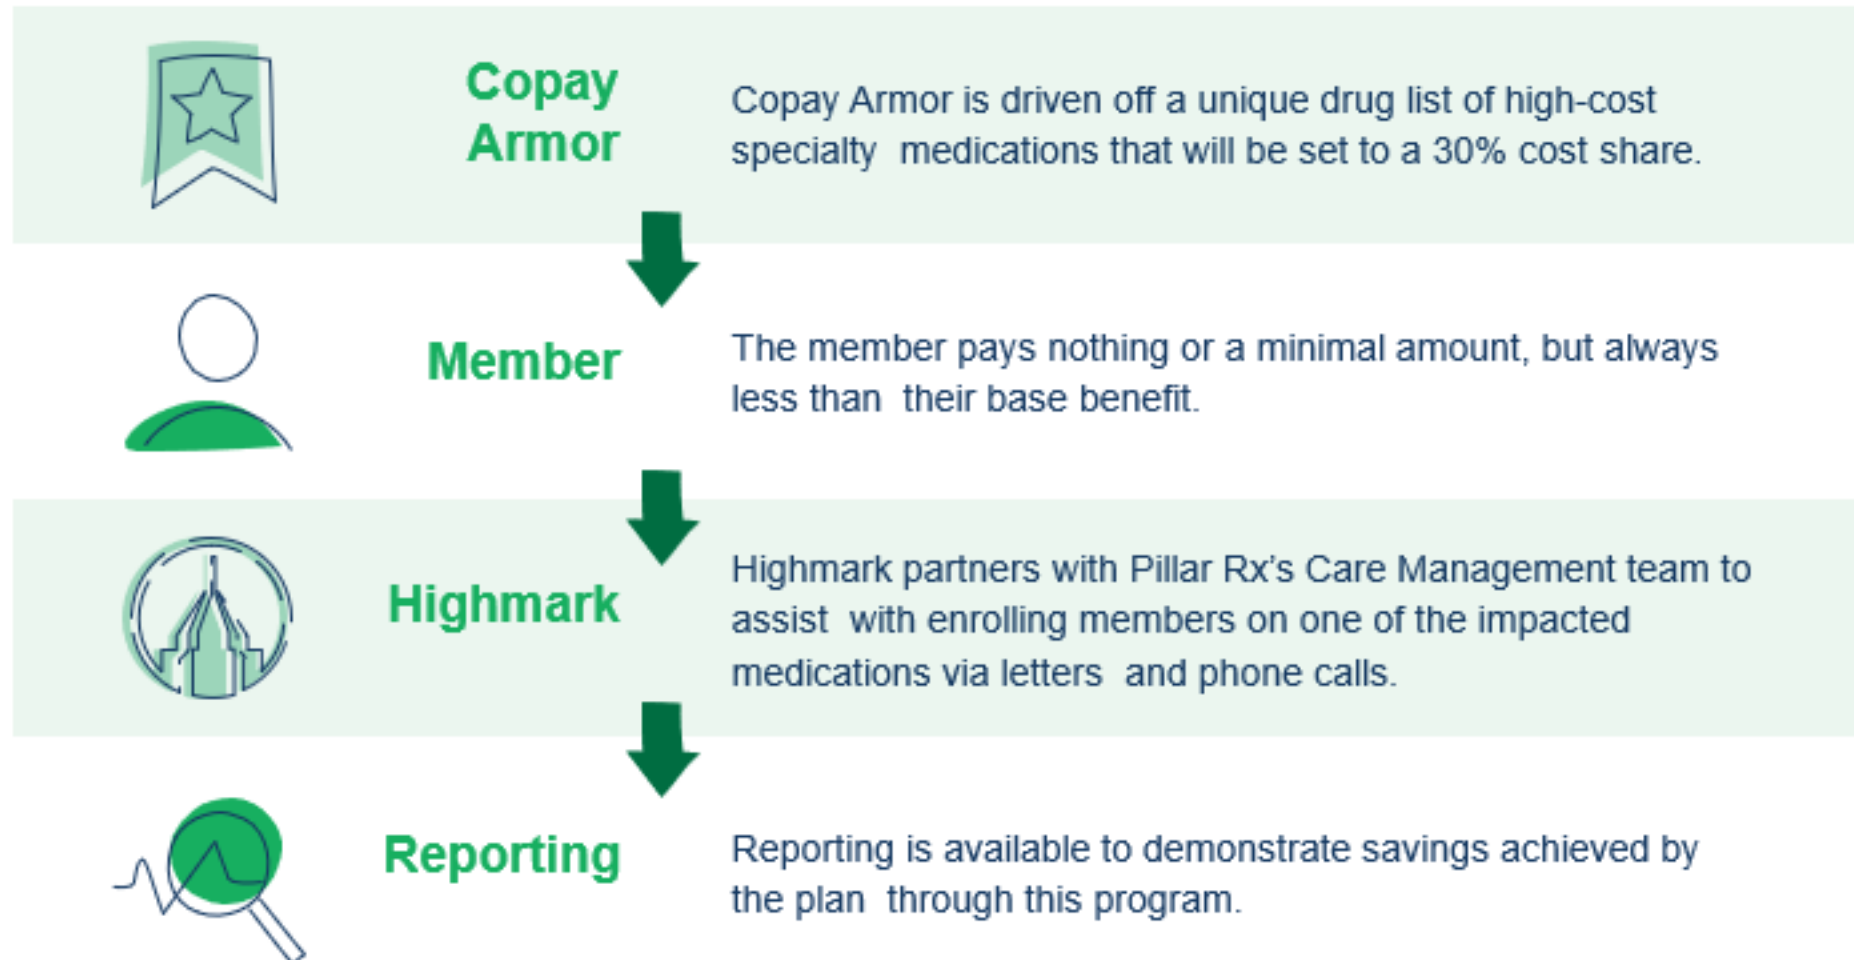 Copay
Armor
Copay Armor is driven off a unique drug list of high-cost
specialty  medications that will be set to a 30% cost share.
Member
The member pays nothing or a minimal amount, but always
less than  their base benefit.
Highmark
Highmark partners with Pillar Rx’s Care Management team to
assist  with enrolling members on one of the impacted
medications via letters  and phone calls.
Reporting
Reporting is available to demonstrate savings achieved by
the plan  through this program.